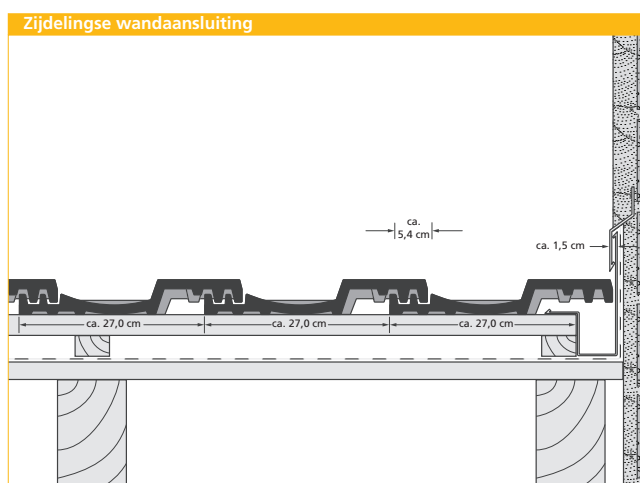 Zijdelingse wandaansluiting
ca.
5,4 cm
ca. 1,5 cm
ca. 27,0 cm
ca. 27,0 cm
ca. 27,0 cm